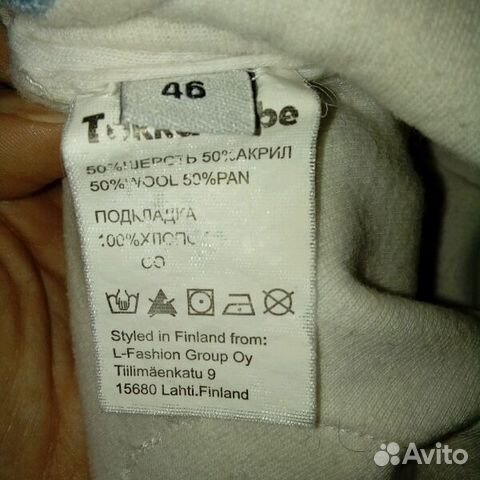 46
50% ШЕРСТЬ 50% АКРИЛ
50% WOOL 50% PAN
ПОДКЛАДКА
100%
CO
Styled in Finland from:
L-Fashion Group Oy
Tiilimäenkatu 9
15680 Lahti.Finland
Avito